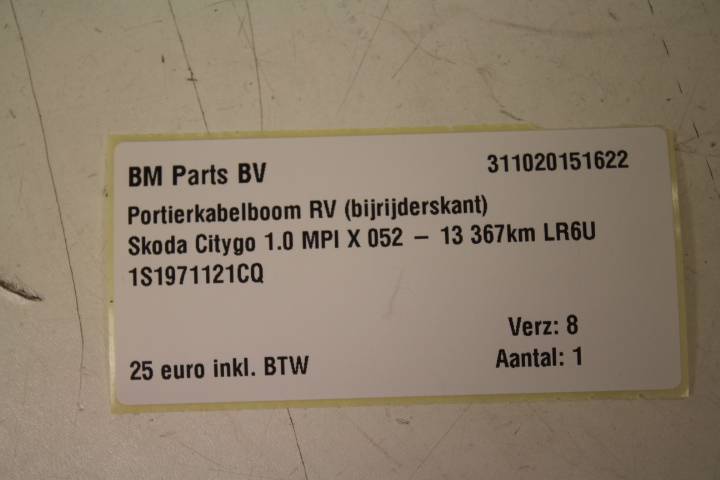 BM Parts BV 311020151622
Portierkabelboom RV (bijrijderskant)
Skoda Citygo 1.0 MPI X 052 – 13 367km LR6U
1S1971121CQ
Verz: 8
25 euro inkl. BTW Aantal: 1